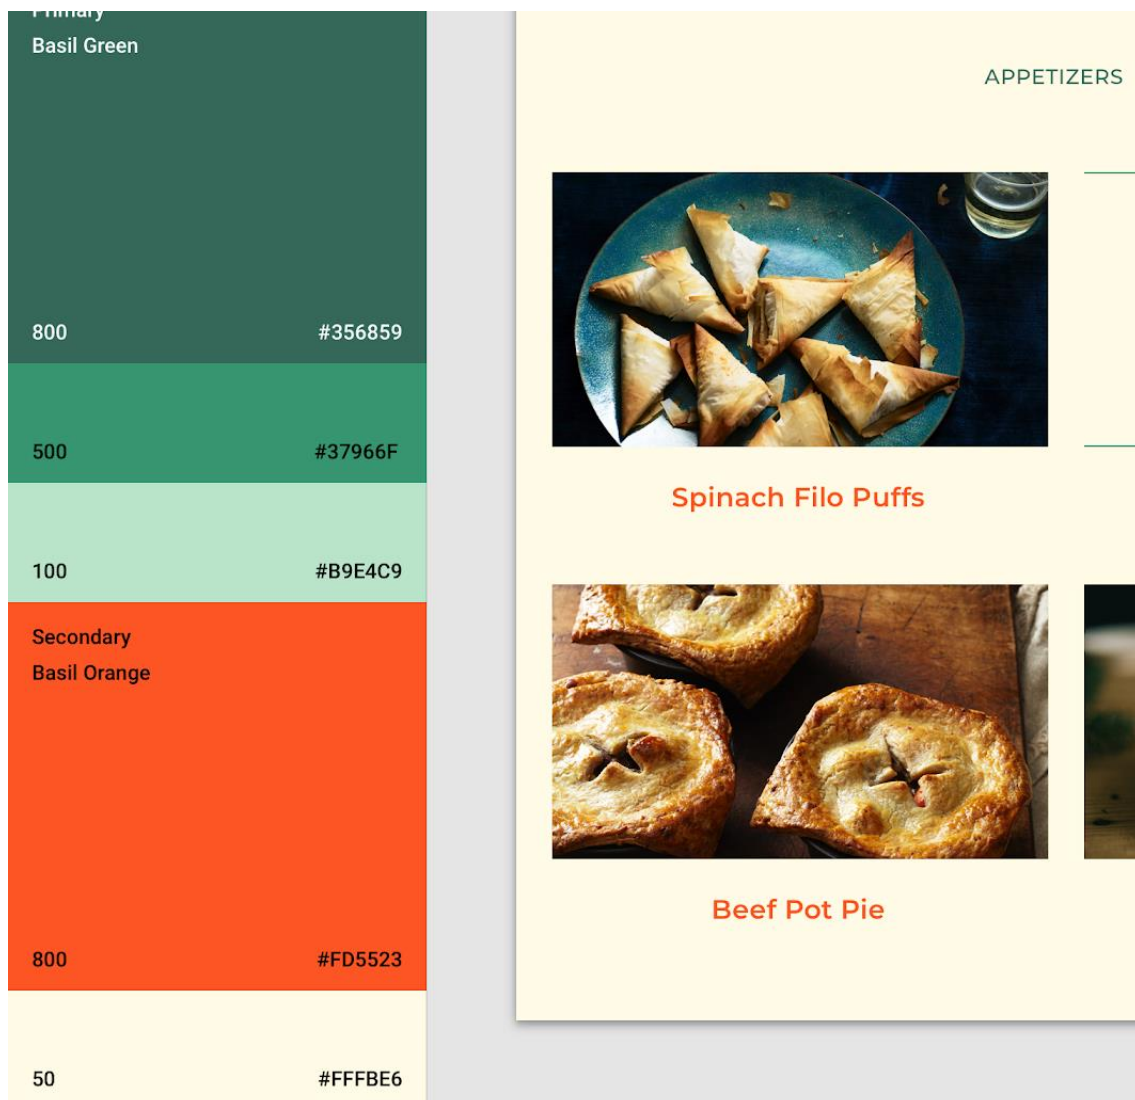 Primary
Basil Green
800 #356859
500 #37966F
100 #B9E4C9
Secondary
Basil Orange
800 #FD5523
50 #FFFBE6
APPETIZERS
Spinach Filo Puffs
Beef Pot Pie